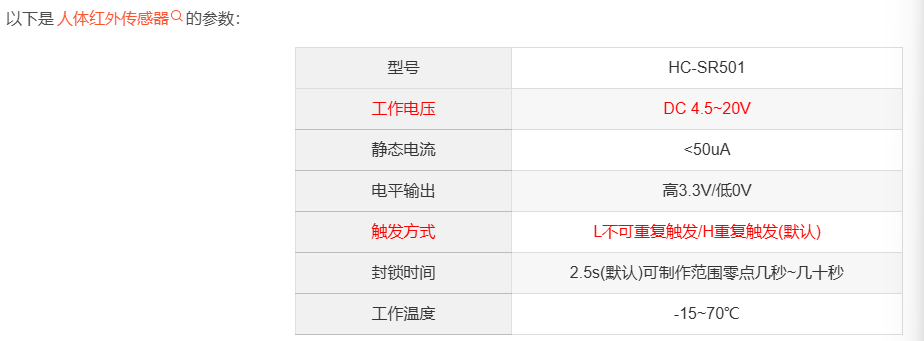 以下是 人体红外传感器 的参数：
型号 HC-SR501
工作电压 DC 4.5~20V
静态电流 <50uA
电平输出 高3.3V/低0V
触发方式 L不可重复触发/H重复触发(默认)
封锁时间 2.5s(默认)可制作范围零点几秒~几十秒
工作温度 -15~70℃